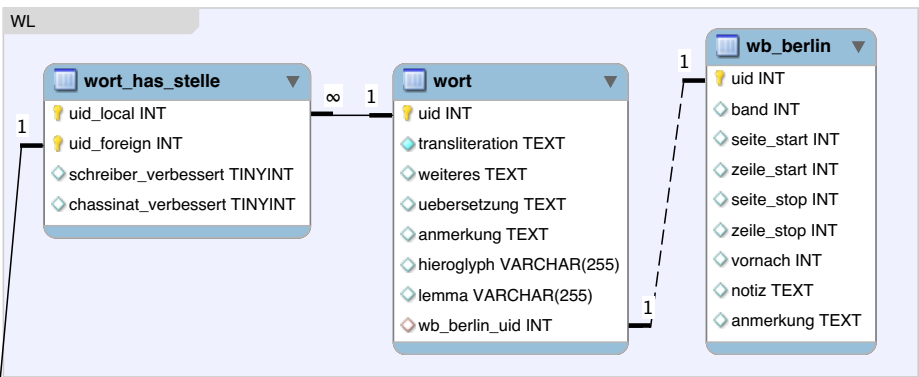 WL
wort_has_stelle
uid_local INT
uid_foreign INT
schreiber_verbessert TINYINT
chassinat_verbessert TINYINT
1
∞
1
wort
uid INT
transliteration TEXT
weiteres TEXT
uebersetzung TEXT
anmerkung TEXT
hieroglyph VARCHAR(255)
lemma VARCHAR(255)
wb_berlin_uid INT
1
1
wb_berlin
uid INT
band INT
seite_start INT
zeile_start INT
seite_stop INT
zeile_stop INT
vornach INT
notiz TEXT
anmerkung TEXT